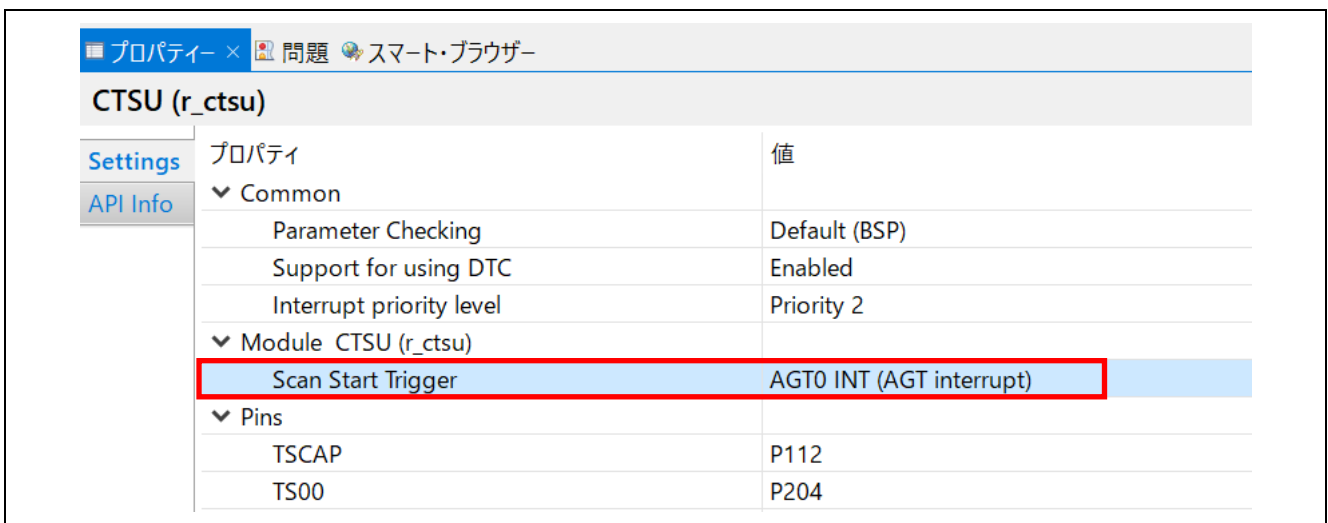 プロパティー × 問題 スマート・ブラウザー
CTSU (r_ctsu)
Settings プロパティ 値
API Info Common
Parameter Checking Default (BSP)
Support for using DTC Enabled
Interrupt priority level Priority 2
Module CTSU (r_ctsu)
Scan Start Trigger AGT0 INT (AGT interrupt)
Pins
TSCAP P112
TS00 P204